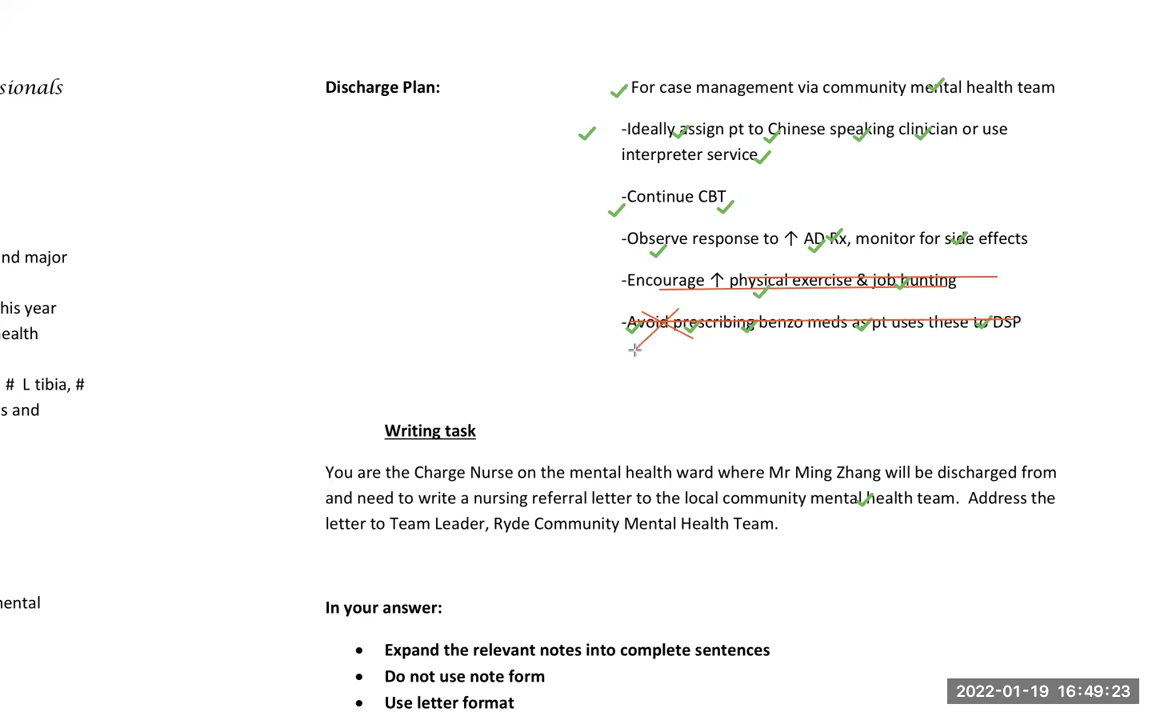 sionals
Discharge Plan:
For case management via community mental health team
-Ideally assign pt to Chinese speaking clinician or use
interpreter service
-Continue CBT
-Observe response to ↑ AD Rx, monitor for side effects
-Encourage ↑ physical exercise & job hunting
-Avoid prescribing benzo meds as pt uses these to DSP
nd major
his year
ealth
# L tibia, #
s and
Writing task
You are the Charge Nurse on the mental health ward where Mr Ming Zhang will be discharged from
and need to write a nursing referral letter to the local community mental health team. Address the
letter to Team Leader, Ryde Community Mental Health Team.
nental
In your answer:
• Expand the relevant notes into complete sentences
• Do not use note form
• Use letter format
2022-01-19 16:49:23